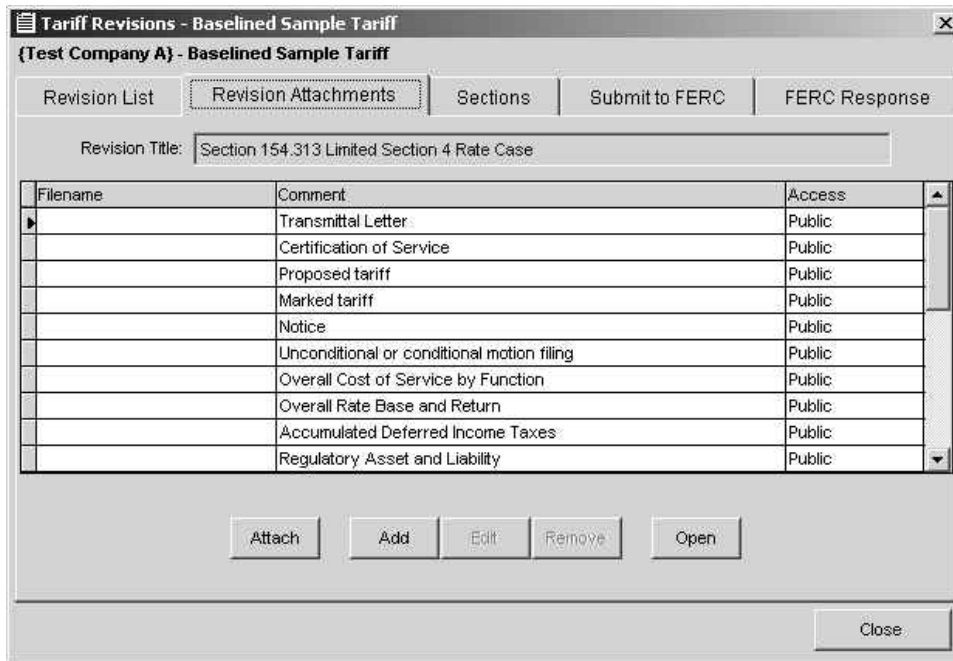 Tariff Revisions - Baselined Sample Tariff
{Test Company A} - Baselined Sample Tariff
Revision List Revision Attachments Sections Submit to FERC FERC Response
Revision Title: Section 154.313 Limited Section 4 Rate Case
Filename Comment Access
Transmittal Letter Public
Certification of Service Public
Proposed tariff Public
Marked tariff Public
Notice Public
Unconditional or conditional motion filing Public
Overall Cost of Service by Function Public
Overall Rate Base and Return Public
Accumulated Deferred Income Taxes Public
Regulatory Asset and Liability Public
Attach Add Edit Remove Open
Close